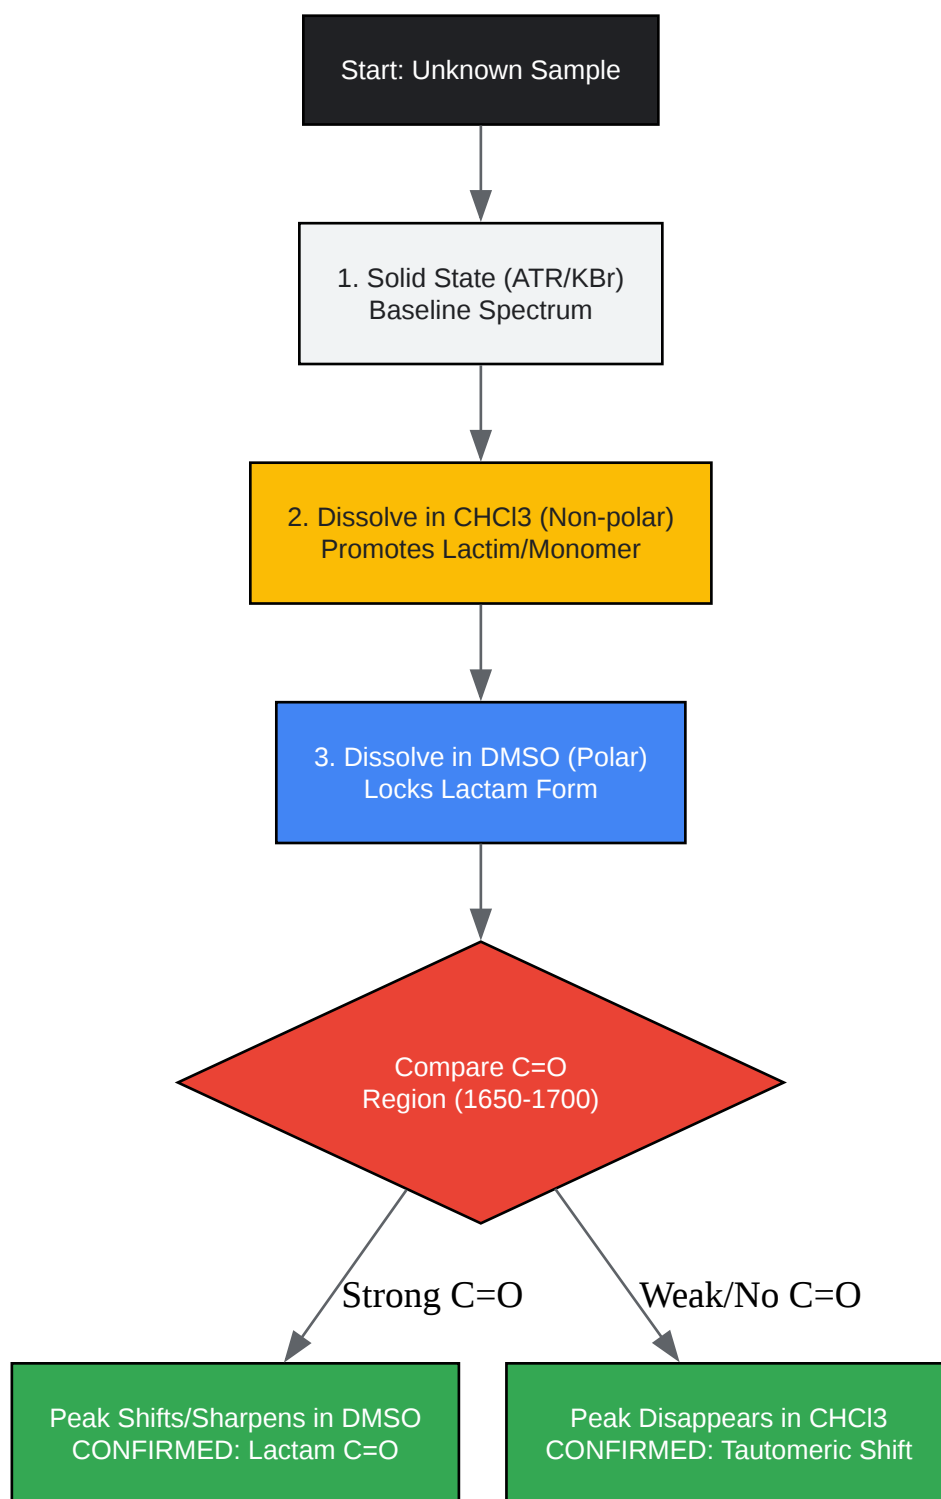 Start: Unknown Sample
1. Solid State (ATR/KBr)
Baseline Spectrum
2. Dissolve in CHCl3 (Non-polar)
Promotes Lactim/Monomer
3. Dissolve in DMSO (Polar)
Locks Lactam Form
Compare C=O
Region (1650-1700)
Strong C=O
Weak/No C=O
Peak Shifts/Sharpens in DMSO
CONFIRMED: Lactam C=O
Peak Disappears in CHCl3
CONFIRMED: Tautomeric Shift